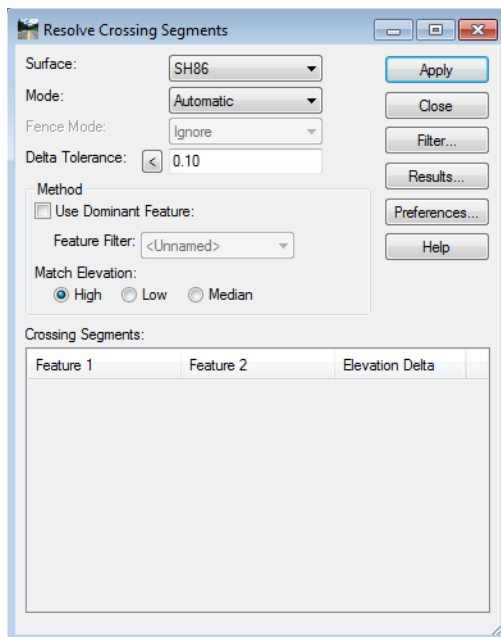 Resolve Crossing Segments
Surface: SH86 Apply
Mode: Automatic Close
Fence Mode: Ignore Filter...
Delta Tolerance: < 0.10 Results...
Method
Use Dominant Feature: Preferences...
Feature Filter: <Unnamed> Help
Match Elevation:
High Low Median
Crossing Segments:
Feature 1 Feature 2 Elevation Delta